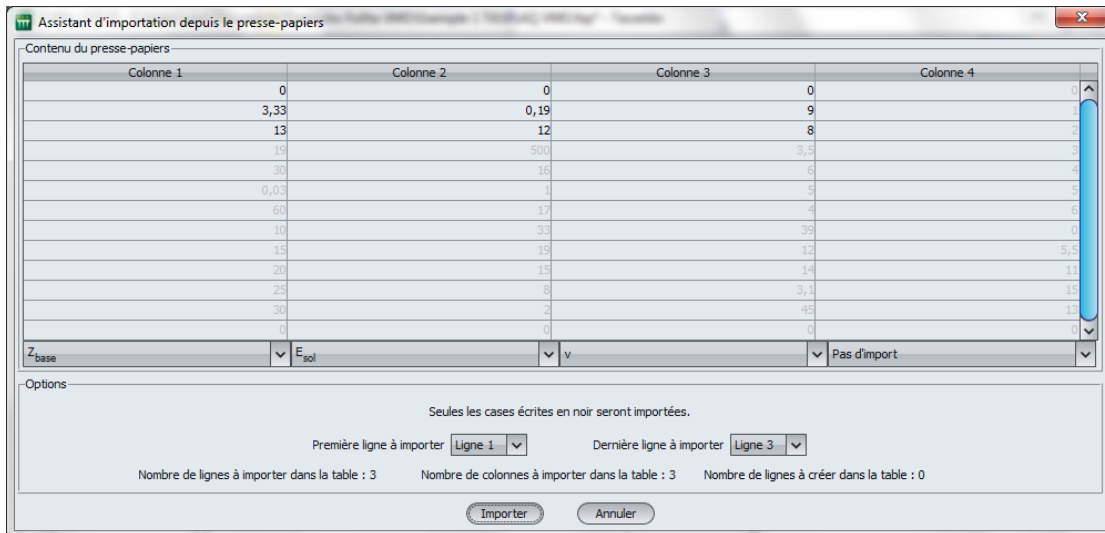 Assistant d'importation depuis le presse-papiers
Contenu du presse-papiers
Colonne 1 Colonne 2 Colonne 3 Colonne 4
0 0 0 0
3,33 0,19 9 1
13 12 8 2
19 500 3,5 3
30 16 6 4
0,03 1 5 5
60 17 4 6
10 33 39 0
15 19 12 5,5
20 15 14 11
25 8 3,1 15
30 2 45 13
0 0 0 0
Zbase Esol v Pas d'import
Options
Seules les cases écrites en noir seront importées.
Première ligne à importer Ligne 1 Dernière ligne à importer Ligne 3
Nombre de lignes à importer dans la table : 3 Nombre de colonnes à importer dans la table : 3 Nombre de lignes à créer dans la table : 0
Importer Annuler